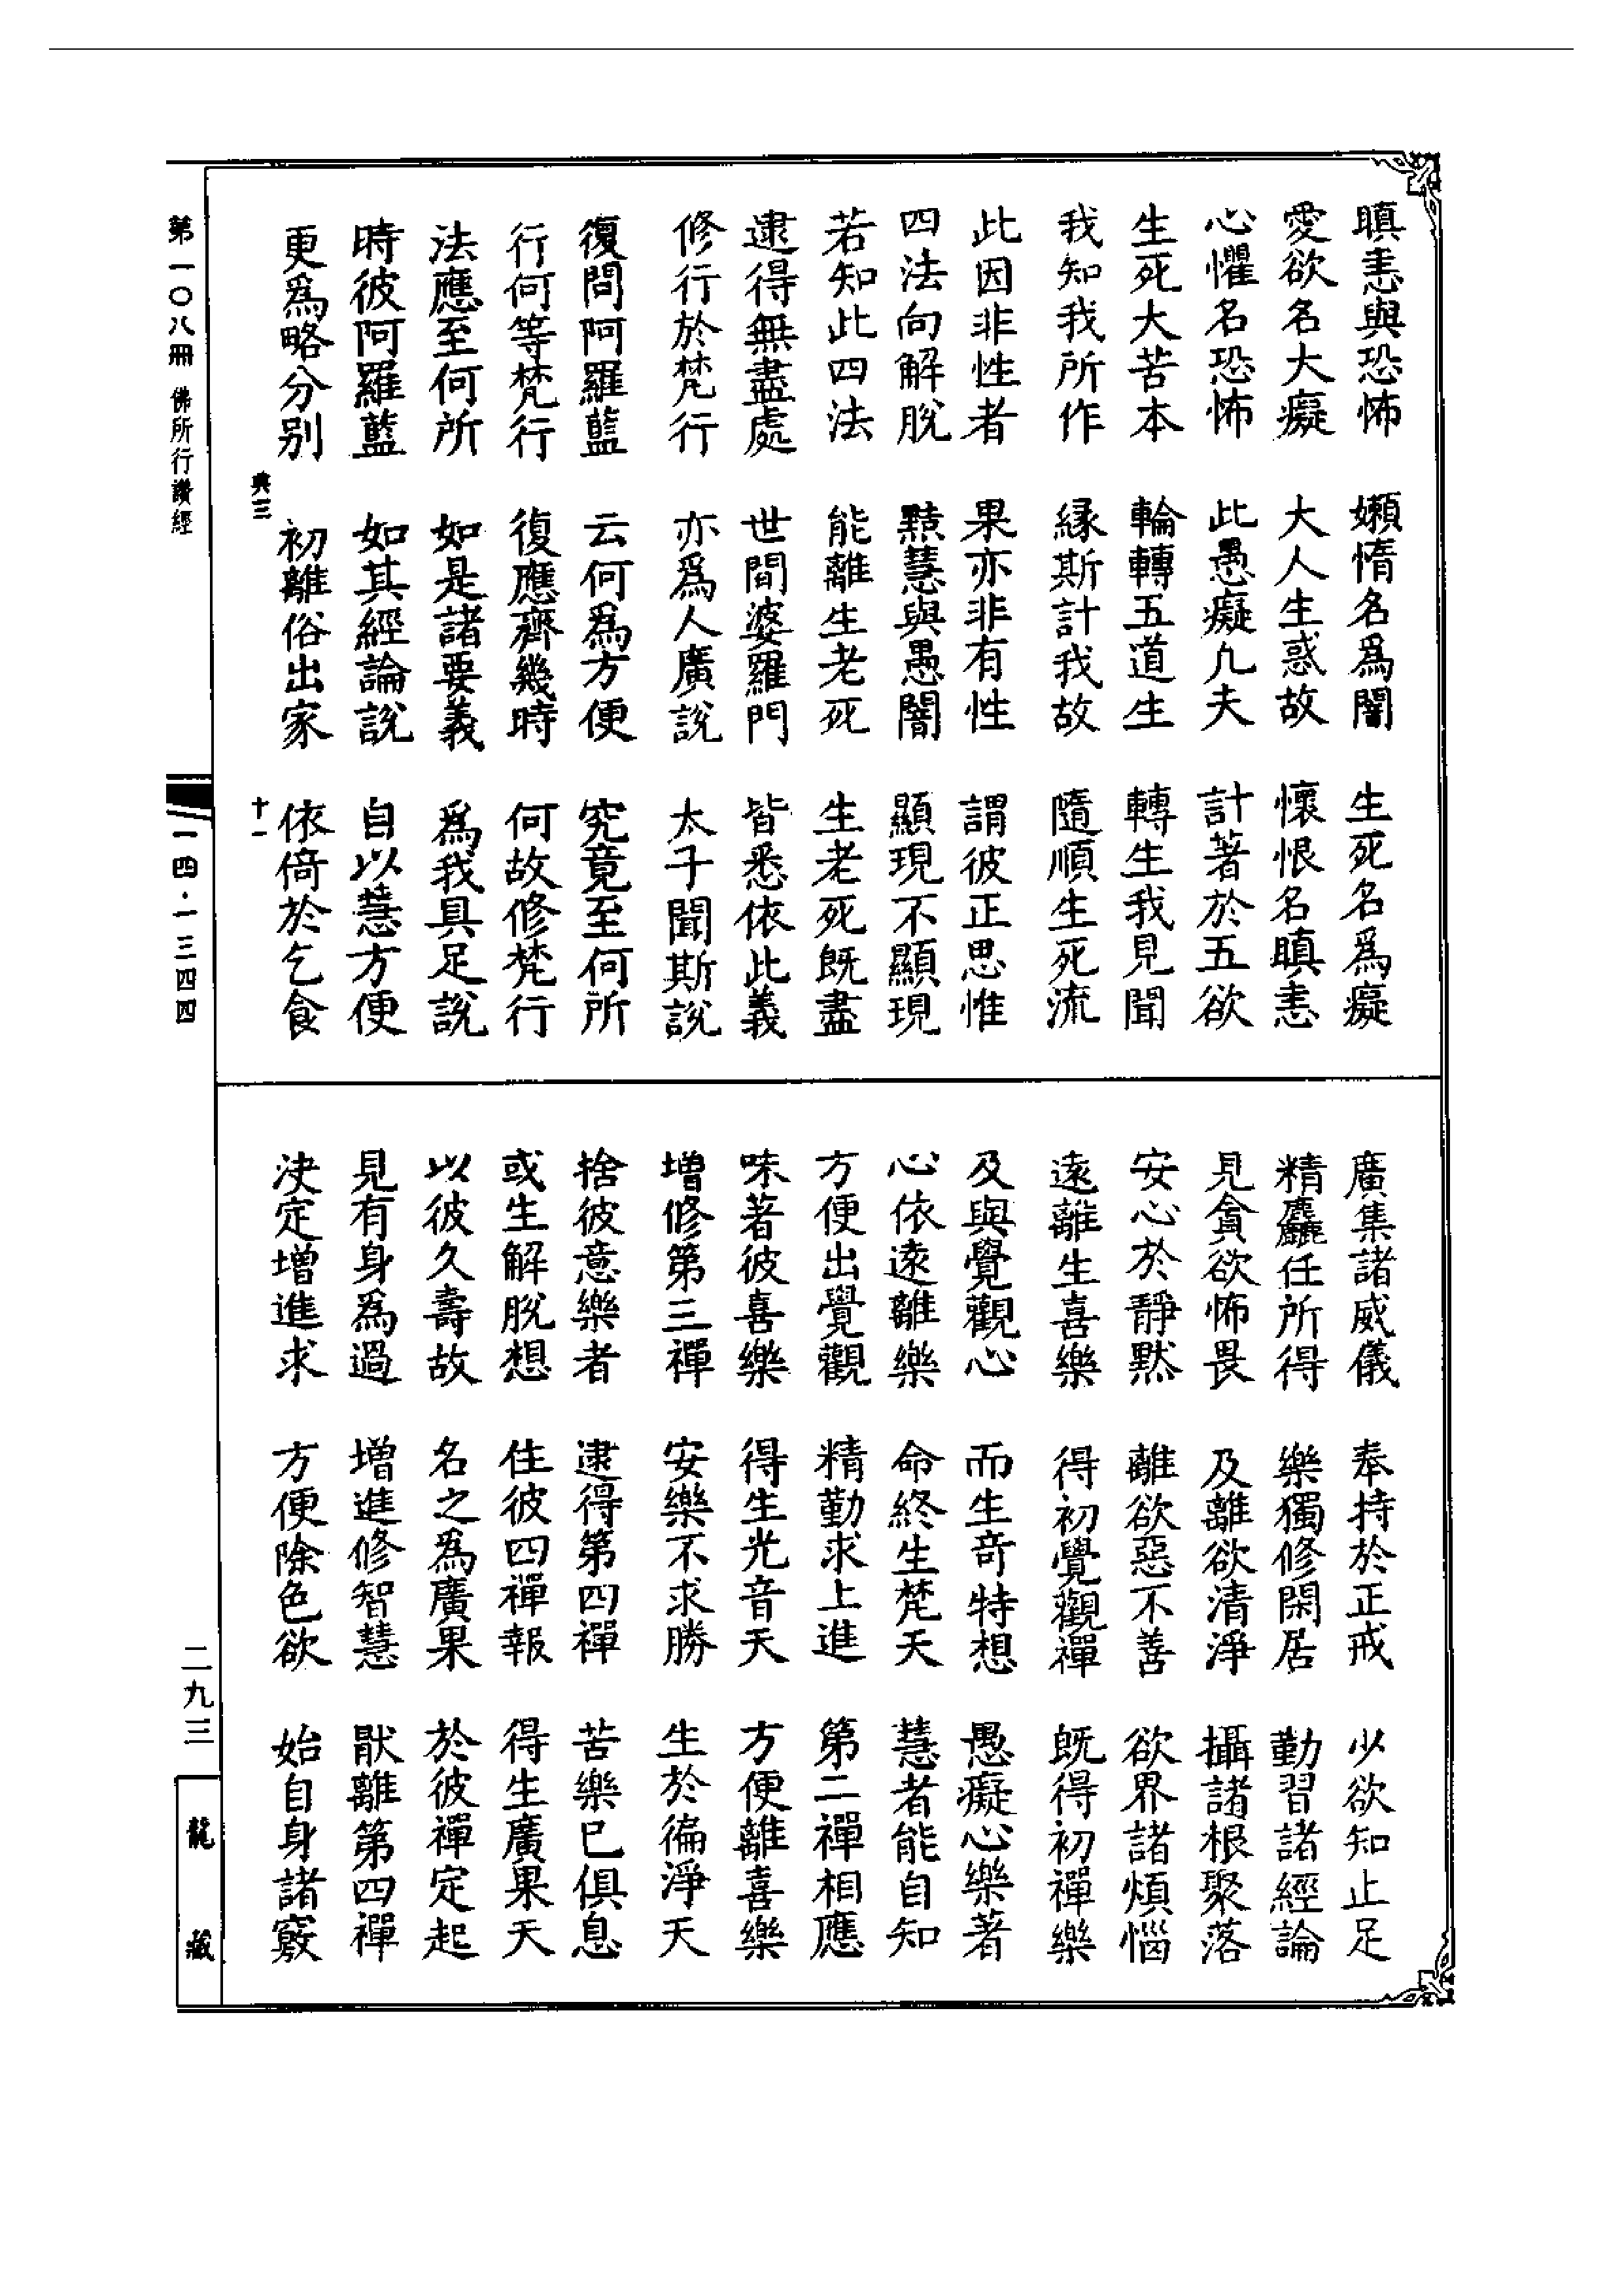 瞋恚與恐怖　嬾惰名爲闇　生死名爲癡
愛欲名大癡　大人生惑故　懷恨名瞋恚
心懼名恐怖　此愚癡凡夫　計著於五欲
生死大苦本　輪轉五道生　轉生我見聞
我知我所作　緣斯計我故　隨順生死流
此因非性者　果亦非有性　謂彼正思惟
四法向解脫　黠慧與愚闇　顯現不顯現
若知此四法　能離生老死　生老死既盡
逮得無盡處　世間婆羅門　皆悉依此義
修行於梵行　亦爲人廣說　太子聞斯說
復問阿羅藍　云何爲方便　究竟至何所
行何等梵行　復應齊幾時　何故修梵行
法應至何所　如是諸要義　爲我具足說
時彼阿羅藍　如其經論說　自以慧方便
更爲略分別　初離俗出家　依倚於乞食
典三　十一
廣集諸威儀　奉持於正戒　少欲知止足
精麤任所得　樂獨修閑居　勤習諸經論
見貪欲怖畏　及離欲清淨　攝諸根聚落
安心於靜默　離欲惡不善　欲界諸煩惱
遠離生喜樂　得初覺觀禪　既得初禪樂
及與覺觀心　而生奇特想　愚癡心樂著
心依遠離樂　命終生梵天　慧者能自知
方便出覺觀　精勤求上進　第二禪相應
味著彼喜樂　得生光音天　方便離喜樂
增修第三禪　安樂不求勝　生於徧淨天
捨彼意樂者　逮得第四禪　苦樂已俱息
或生解脫想　住彼四禪報　得生廣果天
以彼久壽故　名之爲廣果　於彼禪定起
見有身爲過　增進修智慧　猒離第四禪
決定增進求　方便除色欲　始自身諸竅
第一〇八冊　佛所行讚經
一四·一三四四
二九三
龍藏